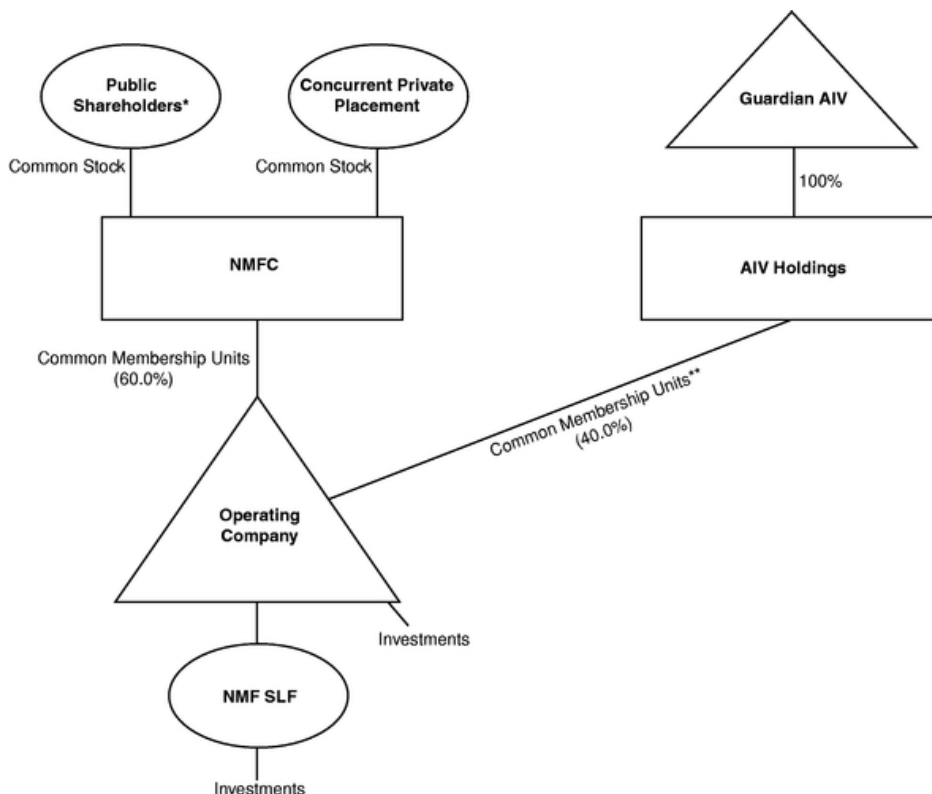 Public
Shareholders*
Concurrent Private
Placement
Guardian AIV
Common Stock
Common Stock
100%
NMFC
AIV Holdings
Common Membership Units
(60.0%)
Common Membership Units**
(40.0%)
Operating
Company
Investments
NMF SLF
Investments